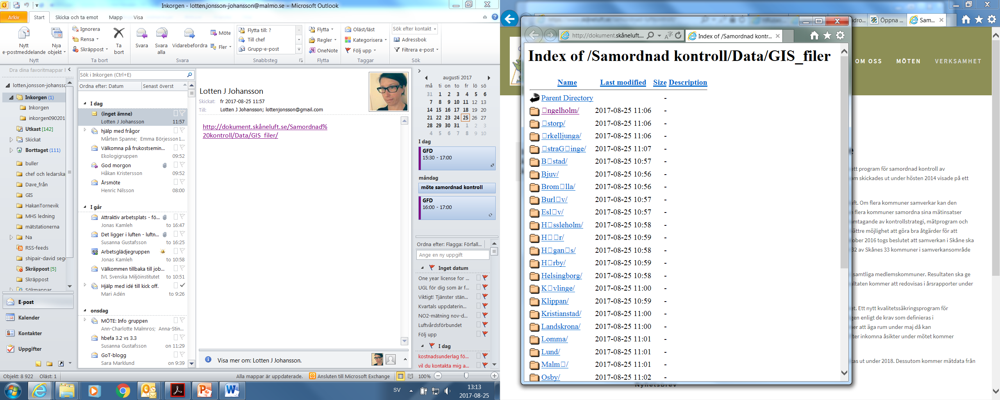 Inkorgen - lotten.jonsson-johansson@malmo.se - Microsoft Outlook
Arkiv Start Skicka och ta emot Mapp Visa
Nytt e-postmeddelande
Nya objekt
Nytt
Ignorera
Rensa
Skräppost
Ta bort
Ta bort
Svara
Svara alla
Vidarebefordra
Möte
Fler
Svara
Flytta till: ?
Till chef
Grupp-e-post
Snabbsteg
Flytta
Regler
OneNote
Flytta
Oläst/läst
Kategorisera
Följ upp
Taggar
Sök efter kontakt
Adressbok
Filtrera e-post
Sök
Dra dina favoritmappar
lotten.jonsson-johanssc
Inkorgen (1)
Inkorgen
inkorgen090201
Utkast [142]
Skickat
Borttaget (111)
buller
chef och ledarska
Dave_från
GIS
HakanTornevik
MHS ledning
mätstationerna
Na
RSS-feeds
shipair-david seg
Skräppost [5]
Skräppost
Sökmappar
E-post
Kalender
Kontakter
Uppgifter
Sök i Inkorgen (Ctrl+E)
Ordna efter: Datum Senast överst
I dag
(inget ämne)
Lotten J Johansson 11:57
hjälp med frågor
Mårten Spanne; Emma Börjesson 1...
Välkomna på frukostsemin...
Ekologigruppen 09:52
God morgon
Håkan Kristersson 09:52
Årsmöte
Henric Nilsson 08:00
I går
Attraktiv arbetsplats - fö...
Jonas Kamleh to 16:47
Det ligger i luften - luftn...
Susanna Gustafsson to 16:25
Arbetsglädjegruppen
Jonas Kamleh to 10:58
Välkommen tillbaka till job...
IVL Svenska Miljöinstitutet to 10:51
Hjälp med idé till kick off.
Mari Adén to 9:26
onsdag
MÖTE: Info gruppen
Ann-Charlotte Malmros; Anna-Stin...
hbefa 3.2 vs 3.3
Susanna Gustafsson on 11:29
GoT-blogg
Sara Marklund on 9:39
Lotten J Johansson
Skickat: fr 2017-08-25 11:57
Till: Lotten J Johansson; lottenjonsson@gmail.com
http://dokument.skåneluft.se/Samordnad%
20kontroll/Data/GIS_filer/
Visa mer om: Lotten J Johansson.
augusti 2017
må ti on to fr lö sö
31 1 2 3 4 5 6
7 8 9 10 11 12 13
14 15 16 17 18 19 20
21 22 23 24 25 26 27
28 29 30 31 1 2 3
4 5 6 7 8 9 10
I dag
GFD
15:30 - 17:00
måndag
möte samordnad kontroll
GFD
16:00 - 17:00
Ordna efter: Flagga: Förfall...
Ange en ny uppgift
Inget datum
One year license for ...
UGL för dig som är f...
Viktigt! Tjänster stän...
Kvartals uppdaterin...
NO2-mätning nov-d...
Luftvårdsförbundet
Följ upp
I dag
kostnadsunderlag fö...
vil du kontakta mig a...
Objekt: 8 922 Oläst: 1 Alla mappar är uppdaterade. Ansluten till Microsoft Exchange 100%
SV 13:13
2017-08-25
dro... Öppna ... Sam...
http://dokument.skåneluft.... Index of /Samordnad kontr...
Index of /Samordnad kontroll/Data/GIS_filer
Name Last modified Size Description
Parent Directory -
□ngelholm/ 2017-08-25 11:06 -
□storp/ 2017-08-25 11:06 -
□rkelljunga/ 2017-08-25 11:06 -
□straG□inge/ 2017-08-25 11:07 -
B□stad/ 2017-08-25 10:57 -
Bjuv/ 2017-08-25 10:56 -
Brom□lla/ 2017-08-25 10:56 -
Burl□v/ 2017-08-25 10:57 -
Esl□v/ 2017-08-25 10:57 -
H□ssleholm/ 2017-08-25 10:58 -
H□□r/ 2017-08-25 10:59 -
H□gan□s/ 2017-08-25 10:58 -
H□rby/ 2017-08-25 10:59 -
Helsingborg/ 2017-08-25 10:58 -
K□vlinge/ 2017-08-25 11:00 -
Klippan/ 2017-08-25 10:59 -
Kristianstad/ 2017-08-25 11:00 -
Landskrona/ 2017-08-25 11:00 -
Lomma/ 2017-08-25 11:01 -
Lund/ 2017-08-25 11:01 -
Malm□/ 2017-08-25 11:01 -
Osby/ 2017-08-25 11:02 -
OM OSS MÖTEN VERKSAMHET
ett program för samordnad kontroll av
om skickades ut under hösten 2014 visade på ett
uft. Om flera kommuner samverkar kan den
flera kommuner samordna sina mätinsatser
mtagande av kontrollstrategi, mätprogram och
bättre möjlighet att göra bra åtgärder för att
ober 2016 togs beslutet att samverkan i Skåne ska
32 av Skånes 33 kommuner i samverkansområde
samtliga medlemskommuner. Resultaten ska ge
ultaten kommer att redovisas i årsrapporter under
et. Ett nytt kvalitetssäkringsprogram för
gen enligt de krav som definieras i
er att äga rum under maj då kan
fter inkomna åsikter under mötet kommer
as ut under 2018. Dessutom kommer mätdata från
Nyhetsbrev